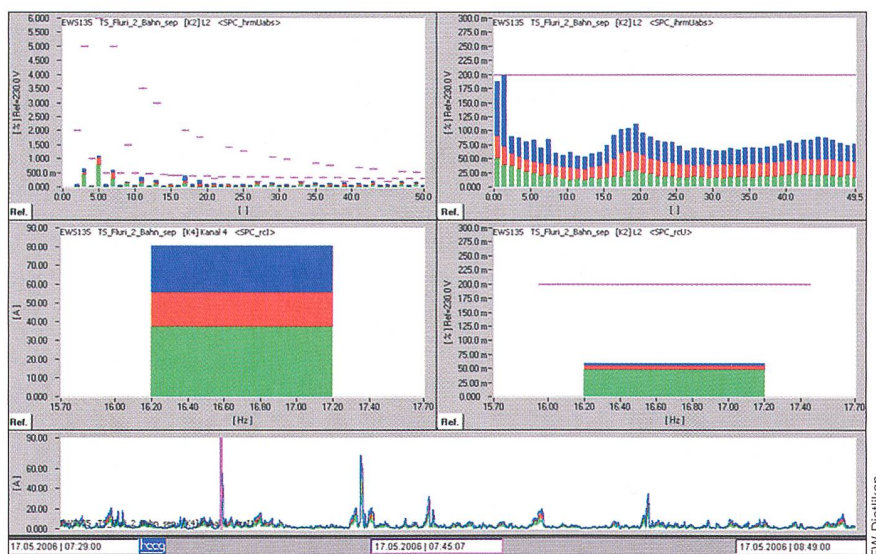 EWS135 TS_Fluri_2_Bahn_sep [K2] L2 <SPC_hrmUabs>
[%] Ref=230.0 V
6.000
5.500
5.000
4.500
4.000
3.500
3.000
2.500
2.000
1.500
1.000
500.0 m
0.000
0.00 5.0 10.0 15.0 20.0 25.0 30.0 35.0 40.0 45.0 50.0
[ ]
Ref.
EWS135 TS_Fluri_2_Bahn_sep [K2] L2 <SPC_ihrmUabs>
[%] Ref=230.0 V
300.0 m
275.0 m
250.0 m
225.0 m
200.0 m
175.0 m
150.0 m
125.0 m
100.0 m
75.00 m
50.00 m
25.00 m
0.000
0.00 10.0 20.0 30.0 40.0 49.5
[ ]
Ref.
EWS135 TS_Fluri_2_Bahn_sep [K4] Kanal 4 <SPC_rcI>
[A]
90.00
80.00
70.00
60.00
50.00
40.00
30.00
20.00
10.00
0.000
15.70 16.00 16.20 16.40 16.60 16.80 17.00 17.20 17.40 17.70
[Hz]
Ref.
EWS135 TS_Fluri_2_Bahn_sep [K2] L2 <SPC_rcU>
[%] Ref=230.0 V
300.0 m
275.0 m
250.0 m
225.0 m
200.0 m
175.0 m
150.0 m
125.0 m
100.0 m
75.00 m
50.00 m
25.00 m
0.000
15.70 16.00 16.20 16.40 16.60 16.80 17.00 17.20 17.40 17.70
[Hz]
Ref.
[A]
90.00
60.00
40.00
20.00
0.000
EWS135 TS_Fluri_2_Bahn_sep
17.05.2006 | 07:29:00
17.05.2006 | 07:45:07
17.05.2006 | 08:49:00